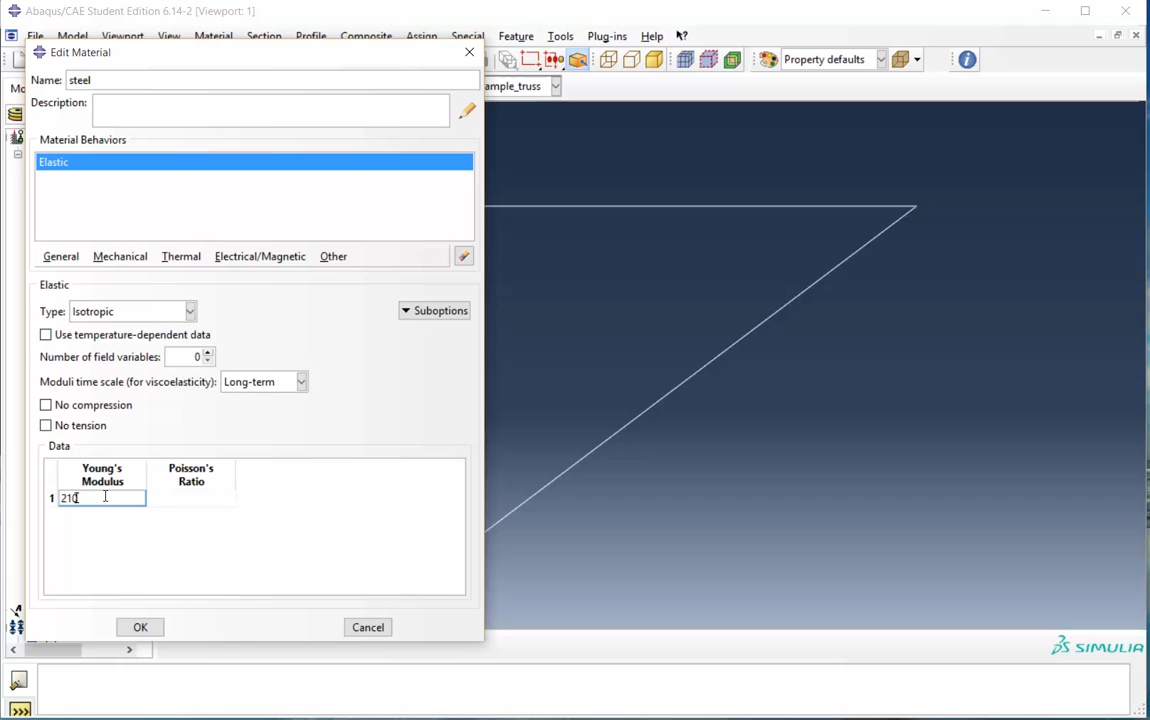 Abaqus/CAE Student Edition 6.14-2 [Viewport: 1]
File Model Viewport View Material Section Profile Composite Assign Special Feature Tools Plug-ins Help
Edit Material
Property defaults
Name: steel
ample_truss
Mo
Description:
Material Behaviors
Elastic
General Mechanical Thermal Electrical/Magnetic Other
Elastic
Type: Isotropic
Suboptions
Use temperature-dependent data
Number of field variables: 0
Moduli time scale (for viscoelasticity): Long-term
No compression
No tension
Data
Young's Poisson's
Modulus Ratio
1 210
OK Cancel
SIMULIA
>>>